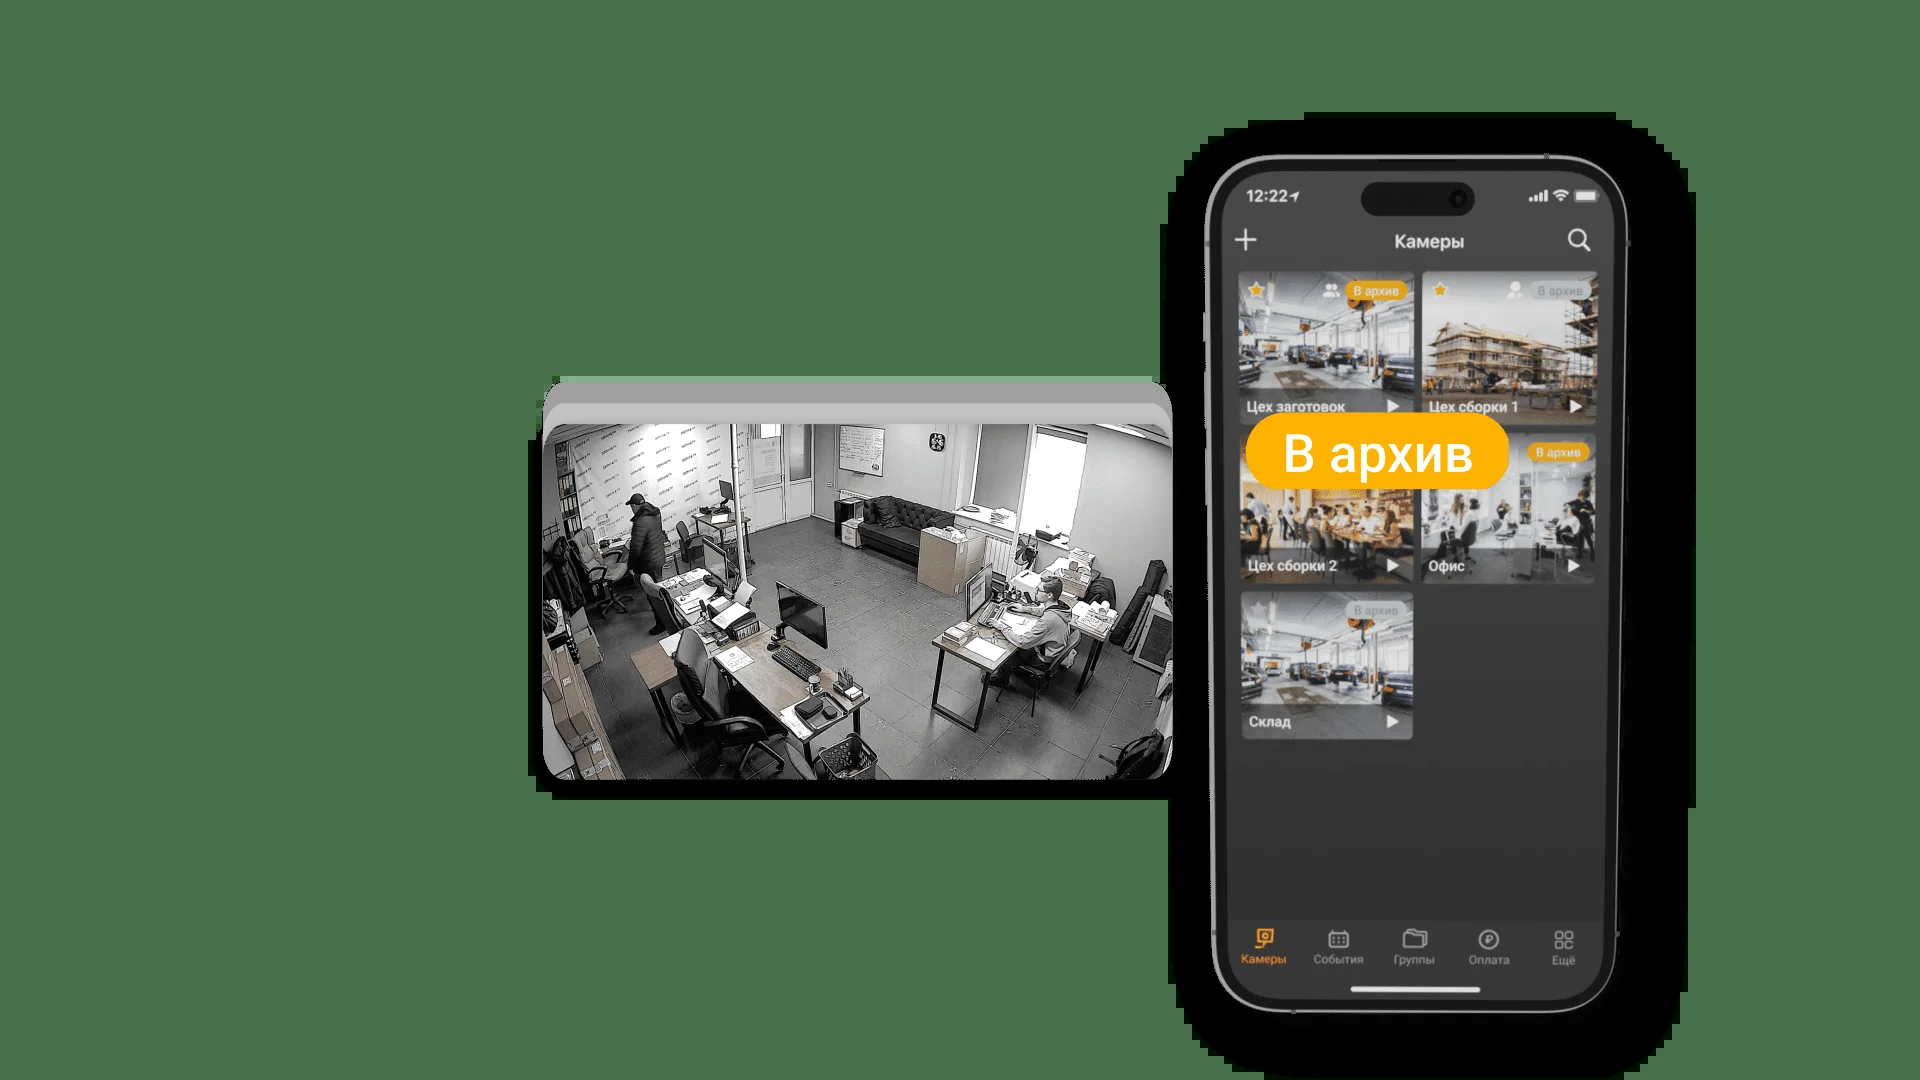 12:22
Камеры
В архив
В архив
Цех заготовок
Цех сборки 1
В архив
В архив
Цех сборки 2
Офис
В архив
Склад
Камеры
События
Группы
Оплата
Ещё